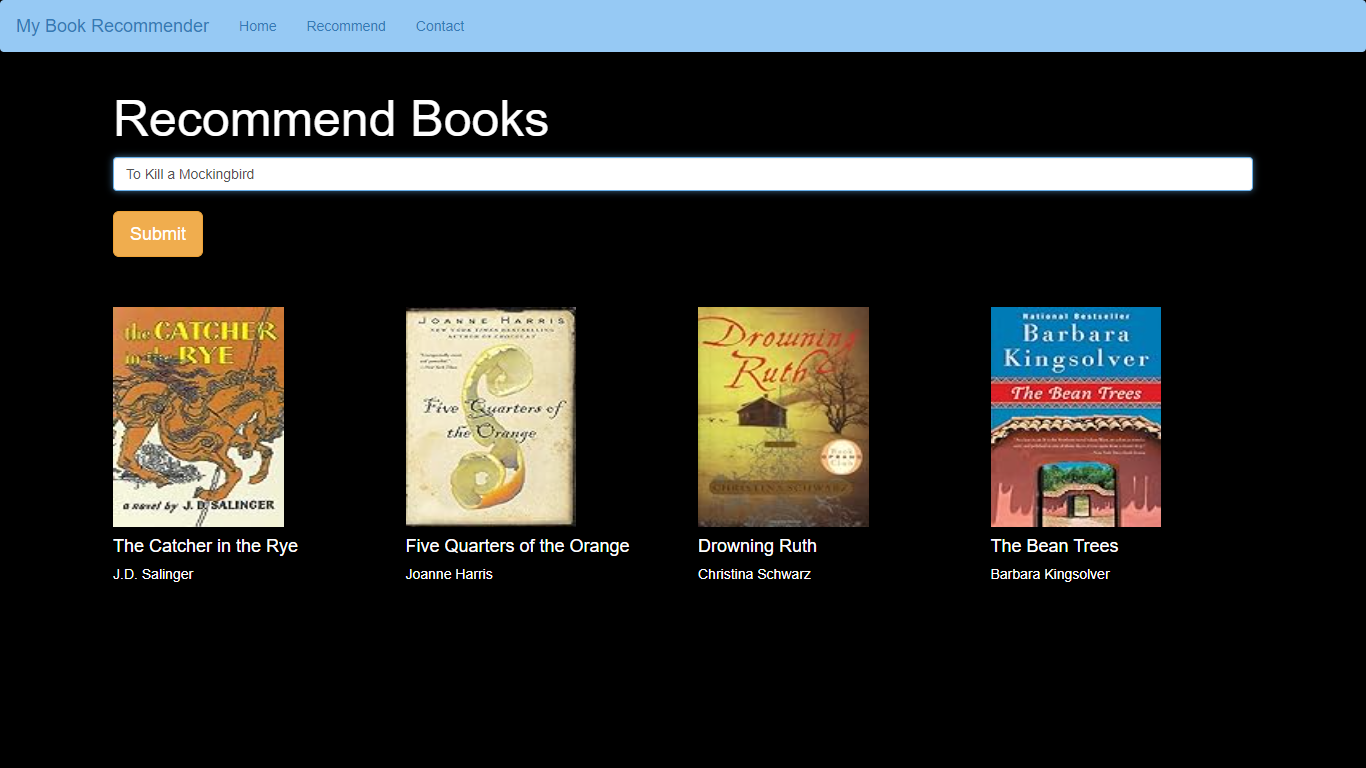 My Book Recommender Home Recommend Contact
Recommend Books
To Kill a Mockingbird
Submit
the CATCHER
in the RYE
a novel by J. D. SALINGER
JOANNE HARRIS
NEW YORK TIMES BESTSELLING
AUTHOR OF CHOCOLAT
Five Quarters of
the Orange
Drowning
Ruth
Book
OPRAH'S
Club
CHRISTINA SCHWARZ
National Bestseller
Barbara
Kingsolver
The Bean Trees
The Catcher in the Rye
J.D. Salinger
Five Quarters of the Orange
Joanne Harris
Drowning Ruth
Christina Schwarz
The Bean Trees
Barbara Kingsolver